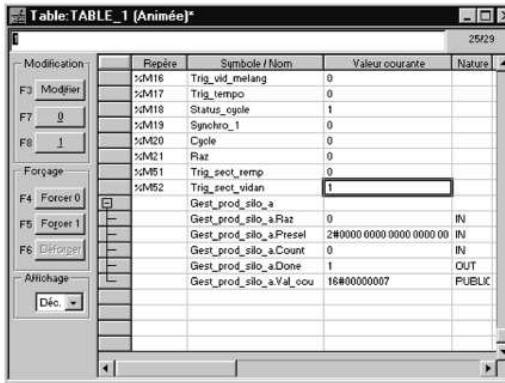 Table:TABLE_1 (Animée)*
1
25/29
Modification
F3 Modifier
F7 0
F8 1
Forçage
F4 Forcer 0
F5 Forcer 1
F6 Déforcer
Affichage
Déc.
Repère Symbole / Nom Valeur courante Nature
%M16 Trig_vid_melang 0
%M17 Trig_tempo 0
%M18 Status_cycle 1
%M19 Synchro_1 0
%M20 Cycle 0
%M21 Raz 0
%M51 Trig_sect_remp 0
%M52 Trig_sect_vidan 1
Gest_prod_silo_a
Gest_prod_silo_a.Raz 0 IN
Gest_prod_silo_a.Presel 2#0000 0000 0000 0000 00 IN
Gest_prod_silo_a.Count 0 IN
Gest_prod_silo_a.Done 1 OUT
Gest_prod_silo_a.Val_cou 16#00000007 PUBLIC